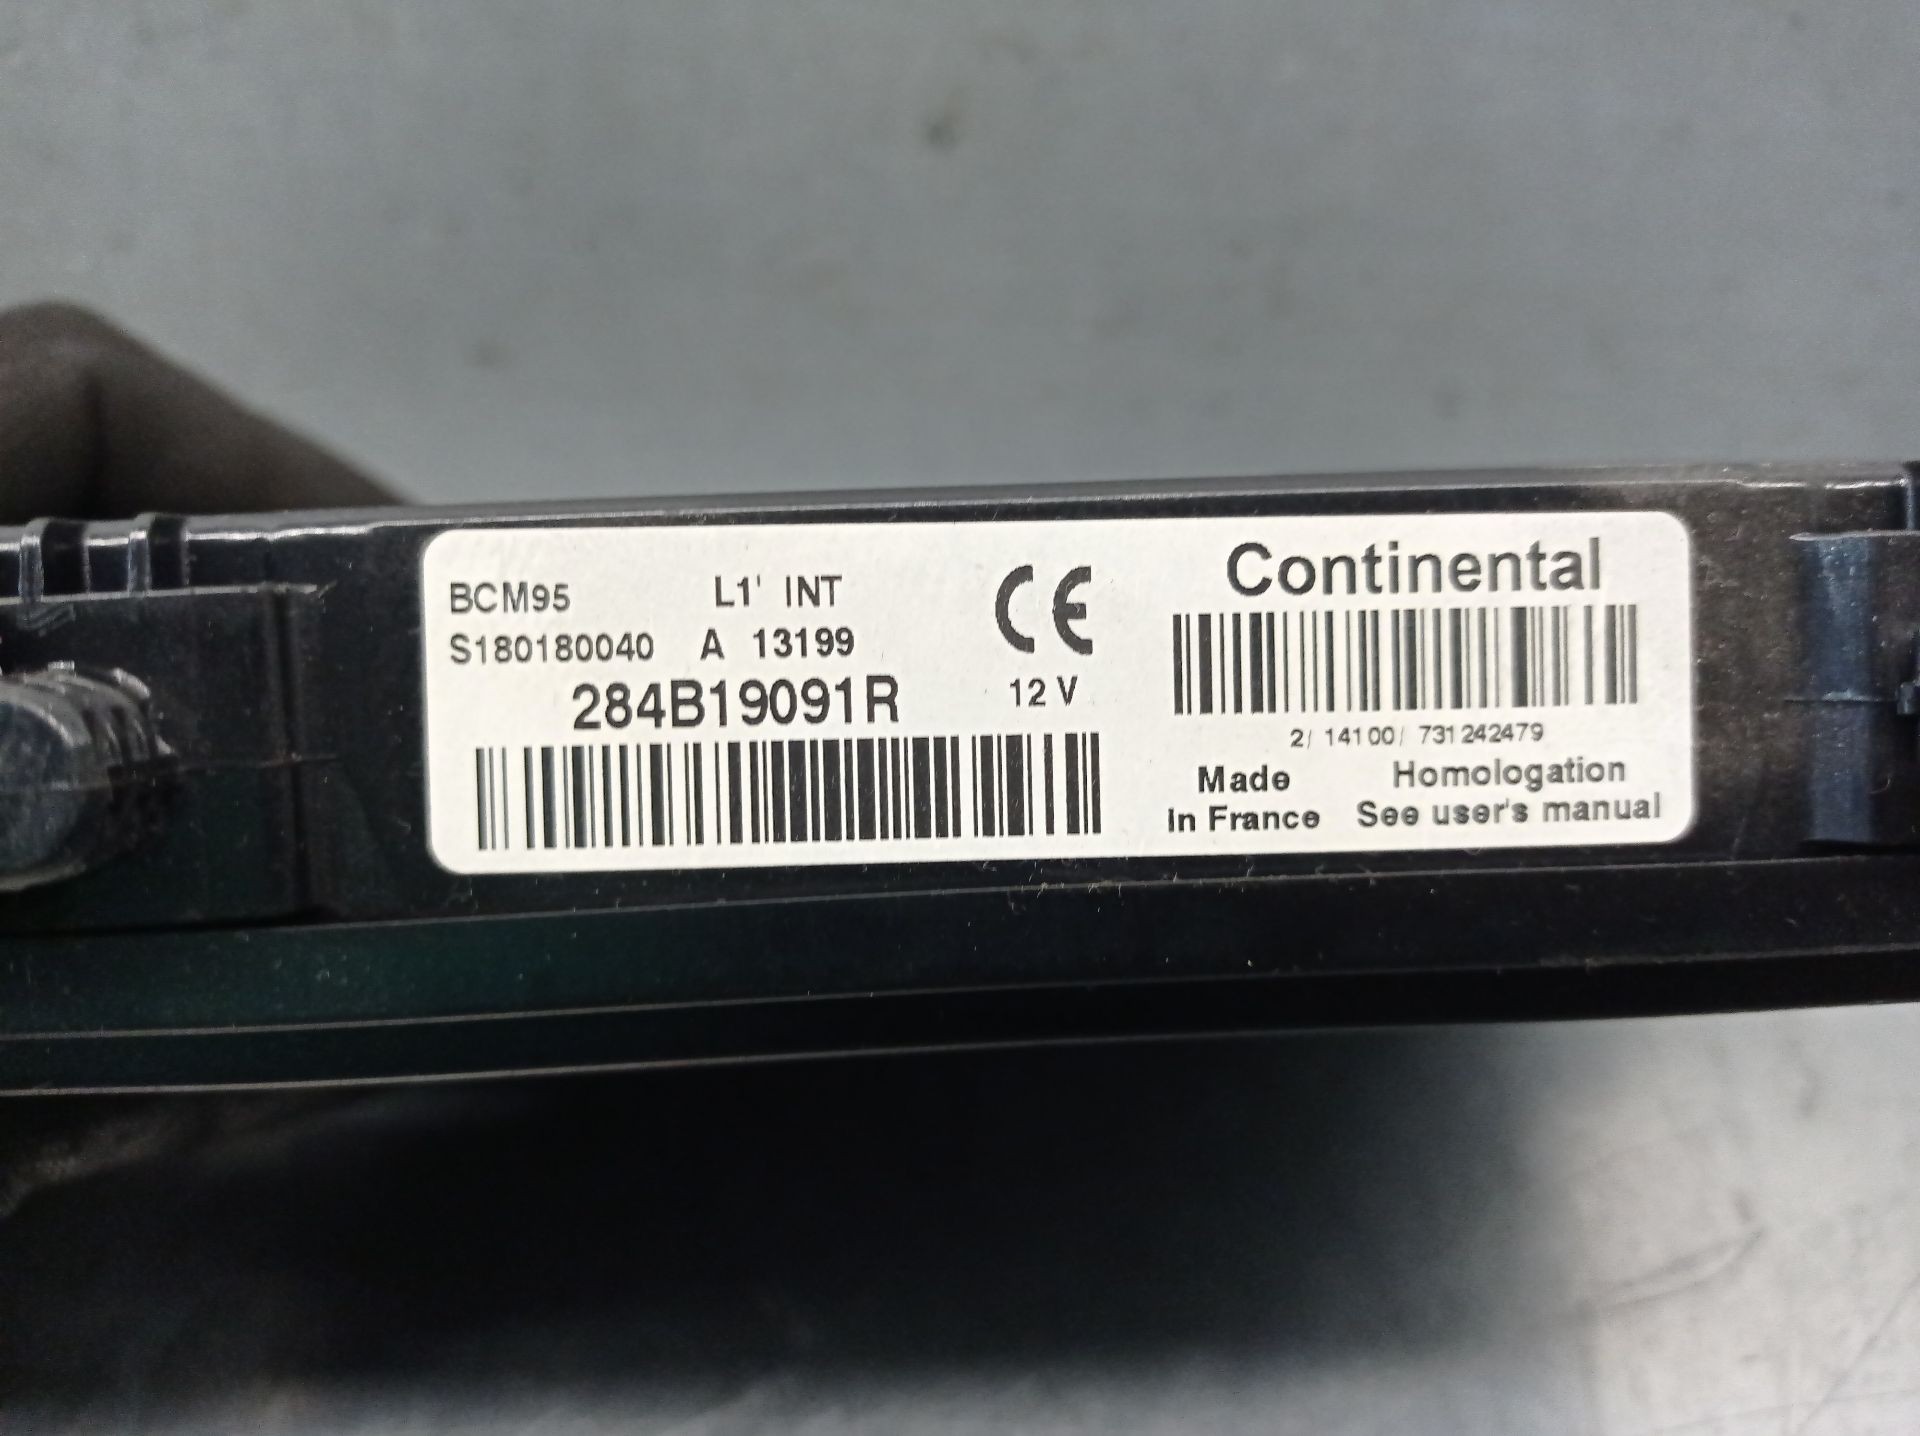 BCM95 L1' INT
S180180040 A 13199
284B19091R
CE
12 V
Continental
2/ 14100/ 731242479
Made in France
Homologation
See user's manual